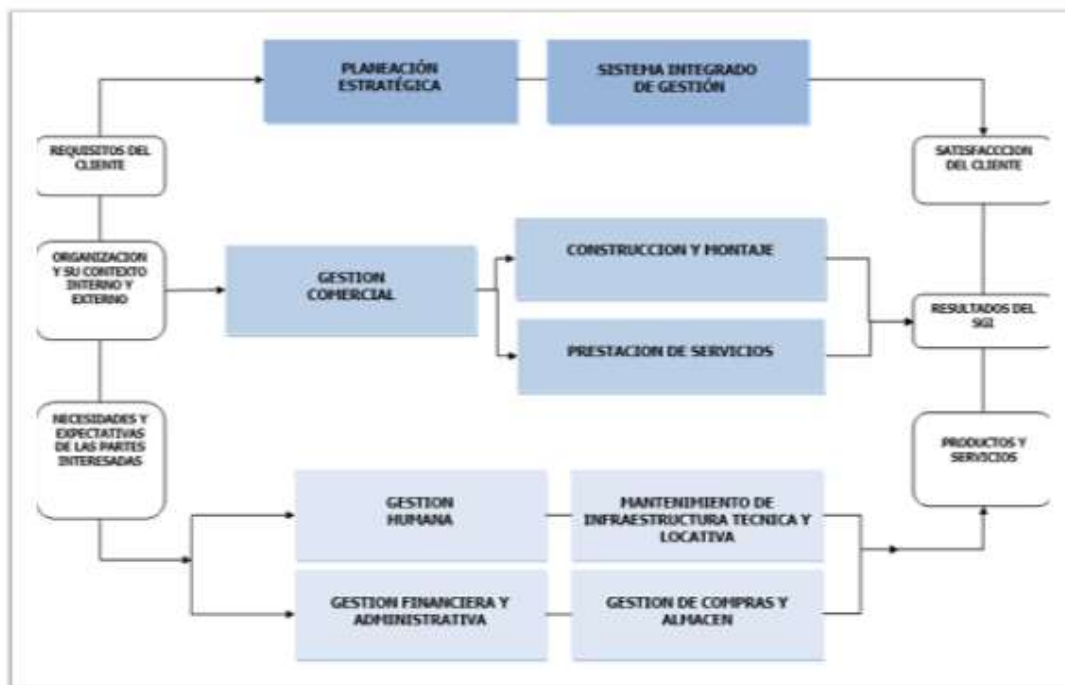 PLANEACIÓN
ESTRATÉGICA
SISTEMA INTEGRADO
DE GESTIÓN
REQUISITOS DEL
CLIENTE
SATISFACCCION
DEL CLIENTE
ORGANIZACION
Y SU CONTEXTO
INTERNO Y
EXTERNO
GESTION
COMERCIAL
CONSTRUCCION Y MONTAJE
PRESTACION DE SERVICIOS
RESULTADOS DEL
SGI
NECESIDADES Y
EXPECTATIVAS
DE LAS PARTES
INTERESADAS
PRODUCTOS Y
SERVICIOS
GESTION
HUMANA
MANTENIMIENTO DE
INFRAESTRUCTURA TECNICA Y
LOCATIVA
GESTION FINANCIERA Y
ADMINISTRATIVA
GESTION DE COMPRAS Y
ALMACEN